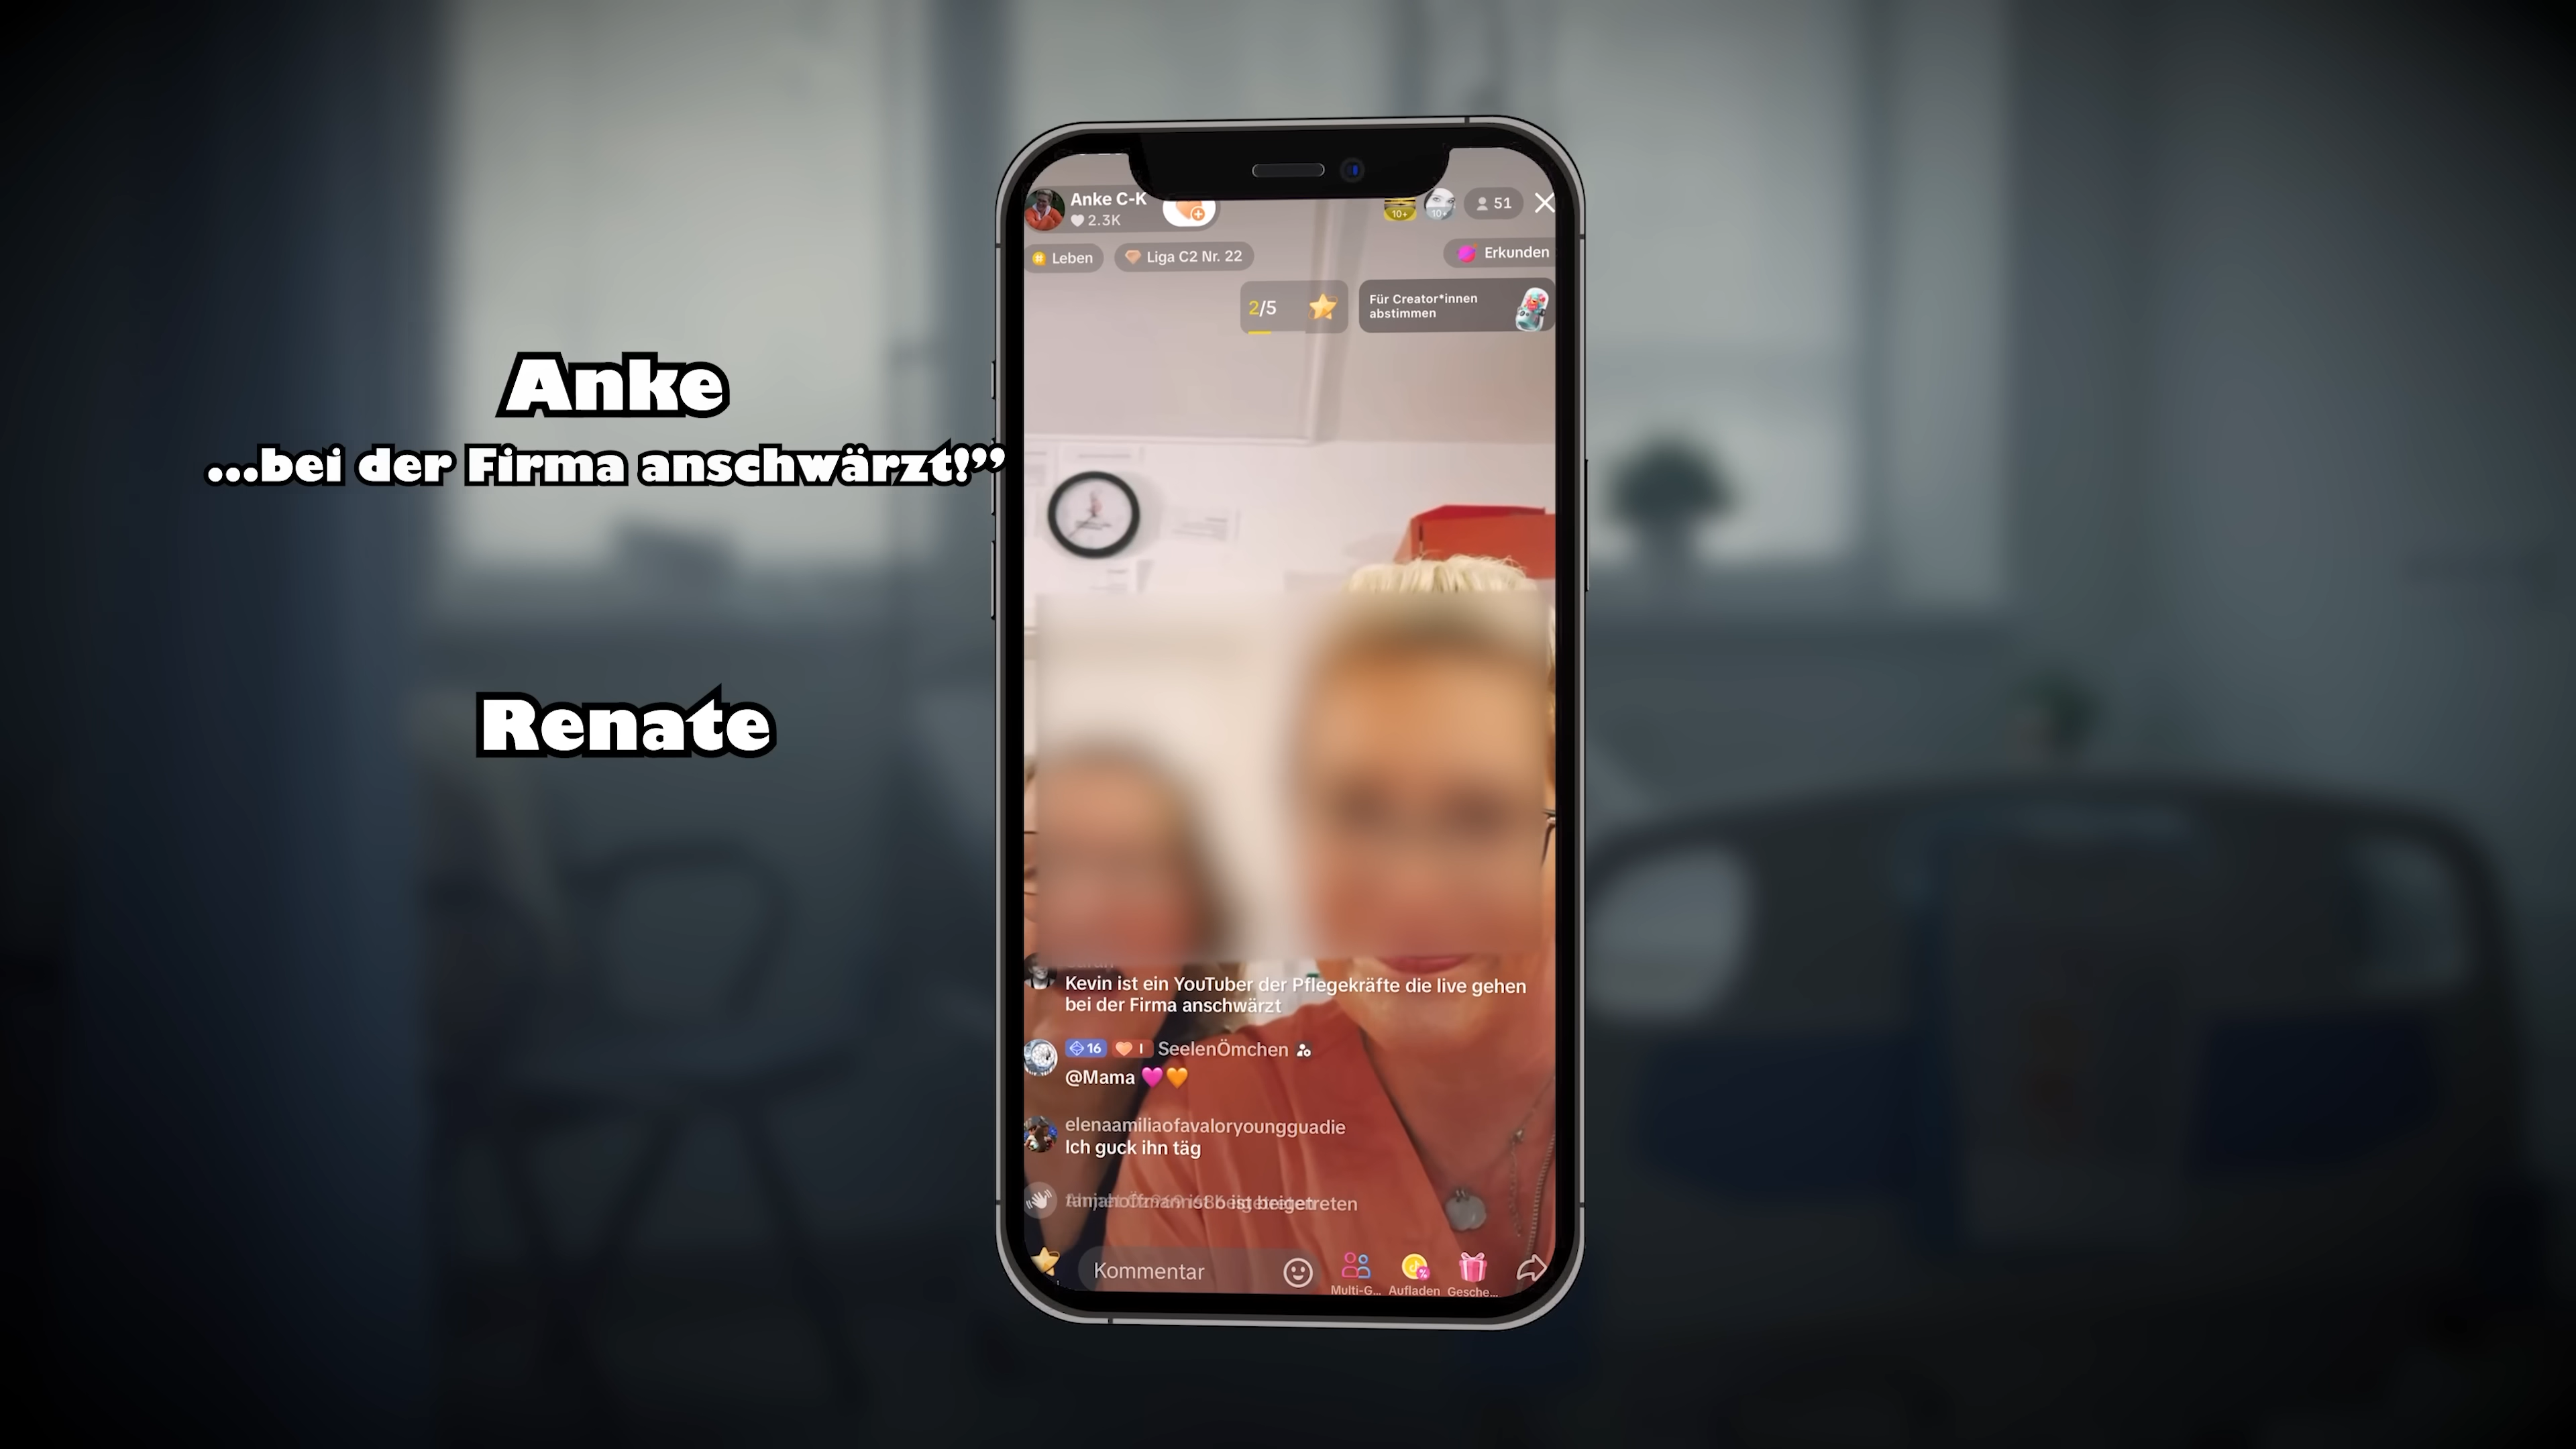 Anke C-K
2.3K
10+
10+
51
Leben
Liga C2 Nr. 22
Erkunden
2/5
Für Creator*innen
abstimmen
Anke
...bei der Firma anschwärzt!”
Renate
Kevin ist ein YouTuber der Pflegekräfte die live gehen
bei der Firma anschwärzt
16 I SeelenÖmchen
@Mama
elenaamiliaofavaloryoungguadie
Ich guck ihn täg
Kommentar
Multi-G... Aufladen Gesche...